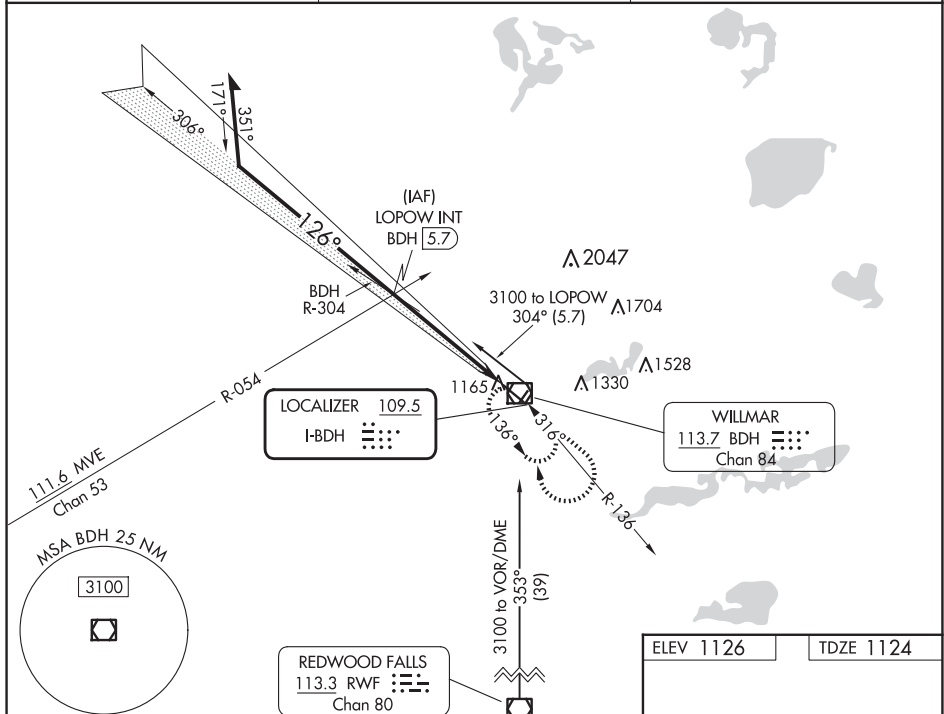 171°
351°
306°
126°
(IAF)
LOPOW INT
BDH 5.7
2047
BDH
R-304
3100 to LOPOW
304° (5.7)
1704
R-054
1165
1528
1330
LOCALIZER 109.5
I-BDH
136°
316°
WILLMAR
113.7 BDH
Chan 84
111.6 MVE
Chan 53
R-136
MSA BDH 25 NM
3100
3100 to VOR/DME
353°
(39)
REDWOOD FALLS
113.3 RWF
Chan 80
ELEV 1126
TDZE 1124